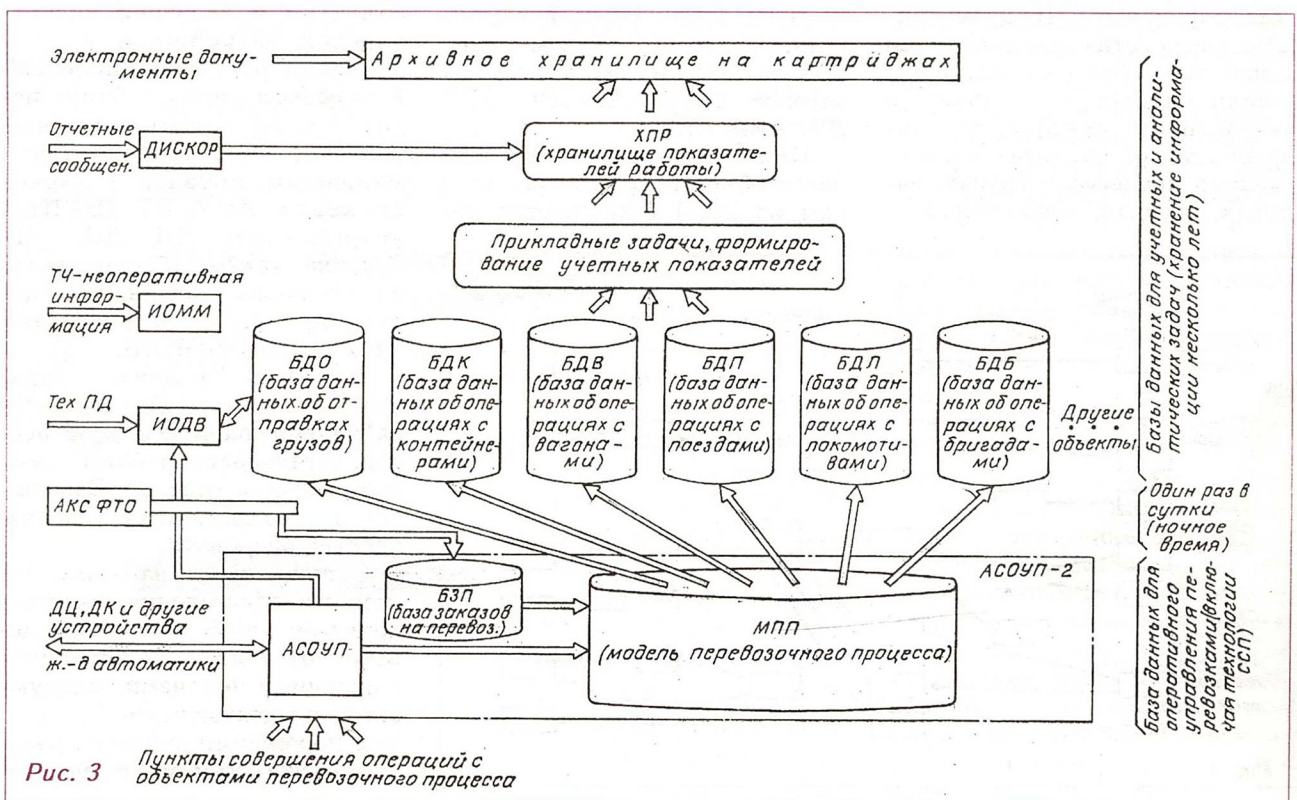 Электронные доку-
менты
Архивное хранилище на картриджах
Отчетные
сообщен.
ДИСКОР
ХПР
(хранилище показате-
лей работы)
Прикладные задачи, формиро-
вание учетных показателей
ТЧ-неоперативная
инфор-
мация
ИОММ
БДО
(база дан-
ных об от-
правках
грузов)
БДК
(база дан-
ных об опе-
рациях с
контейне-
рами)
БДВ
(база дан-
ных об опе-
рациях с
вагона-
ми)
БДП
(база дан-
ных об опе-
рациях с
поездами)
БДЛ
(база дан-
ных об опе-
рациях с
локомоти-
вами)
БДБ
(база дан-
ных об опе-
рациях с
бригада-
ми)
Другие
объекты
Тех ПД
ИОДВ
АКС ФТО
БЗП
(база заказов
на перевоз.)
АСОУП-2
ДЦ, ДК и другие
устройства
ж.-д автоматики
АСОУП
МПП
(модель перевозочного процесса)
Пункты совершения операций с
объектами перевозочного процесса
Базы данных для учетных и анали-
тических задач (хранение информа-
ции несколько лет)
Один раз в
сутки
(ночное
время)
База данных для
оперативного
управления пе-
ревозками(вклю-
чая технологии
ССП)
Рис. 3